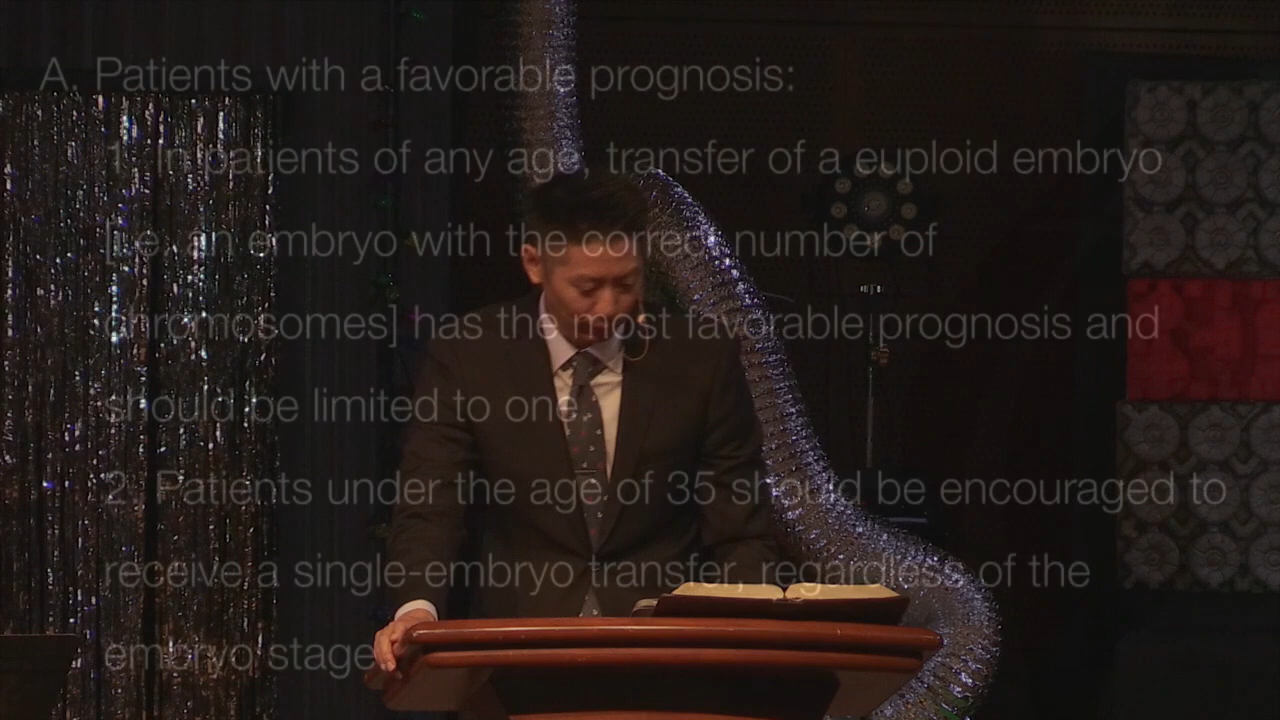 A. Patients with a favorable prognosis:
1. In patients of any age, transfer of a euploid embryo
[i.e. an embryo with the correct number of
chromosomes] has the most favorable prognosis and
should be limited to one.
2. Patients under the age of 35 should be encouraged to
receive a single-embryo transfer, regardless of the
embryo stage